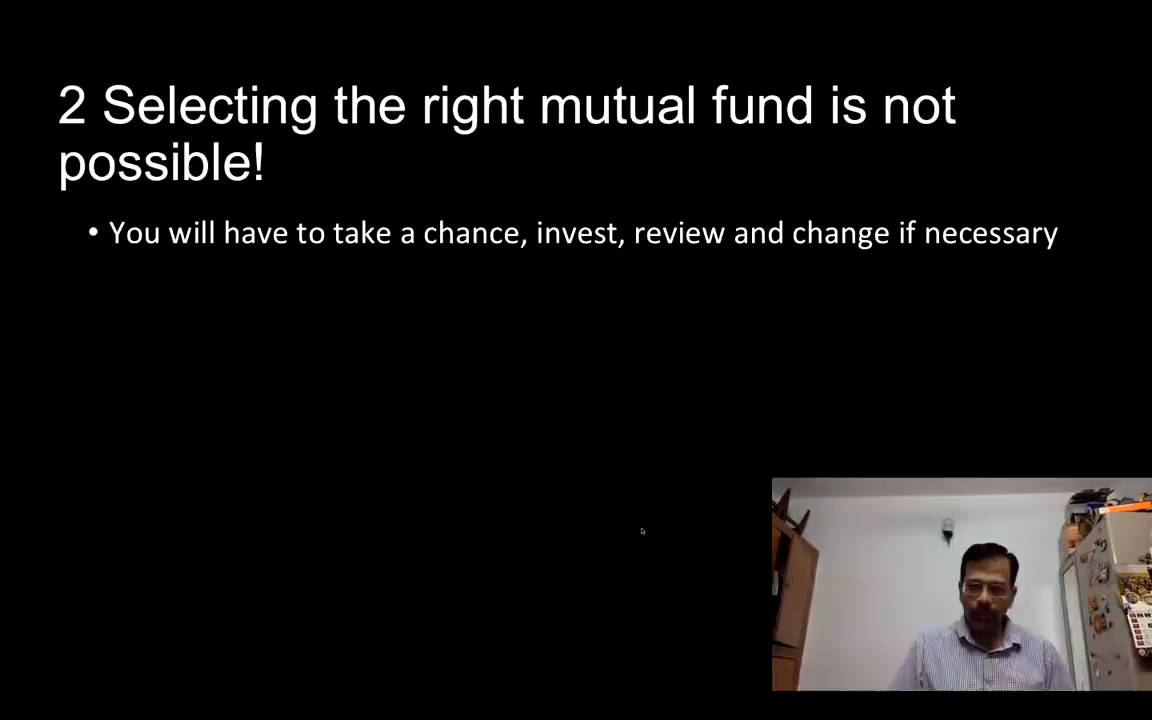 2 Selecting the right mutual fund is not
possible!
• You will have to take a chance, invest, review and change if necessary